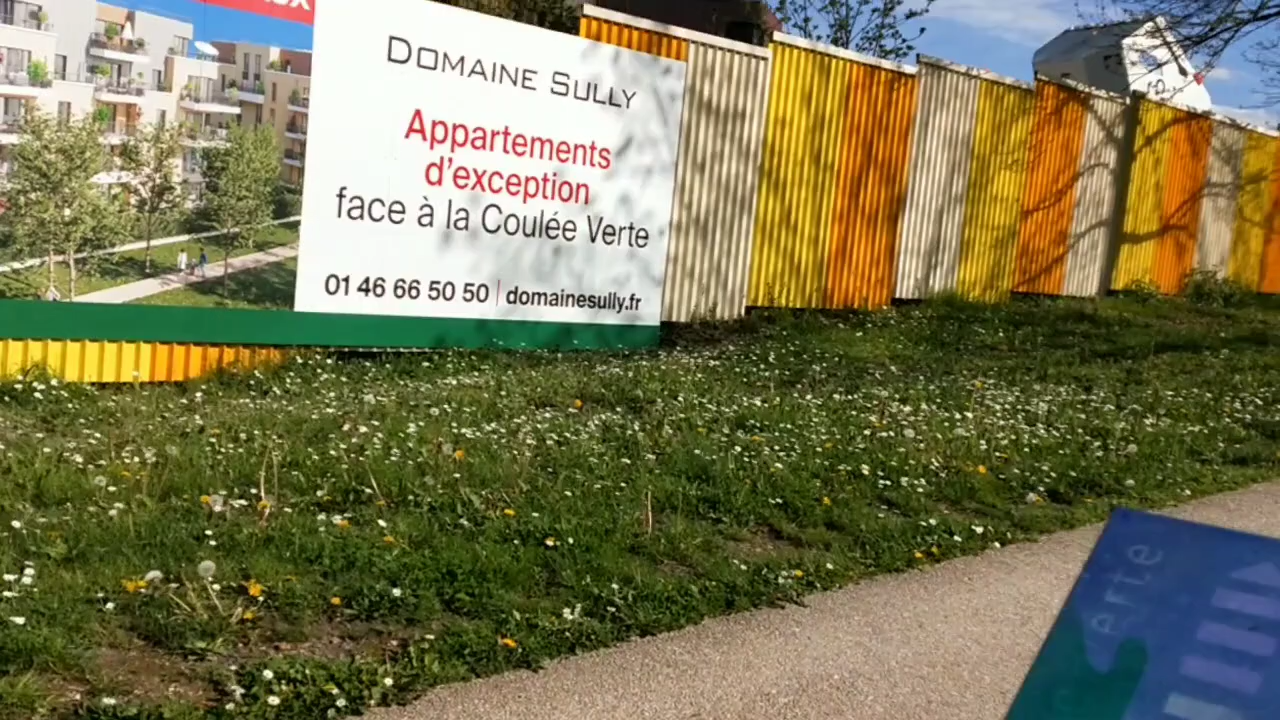 DOMAINE SULLY
Appartements
d'exception
face à la Coulée Verte
01 46 66 50 50 | domainesully.fr